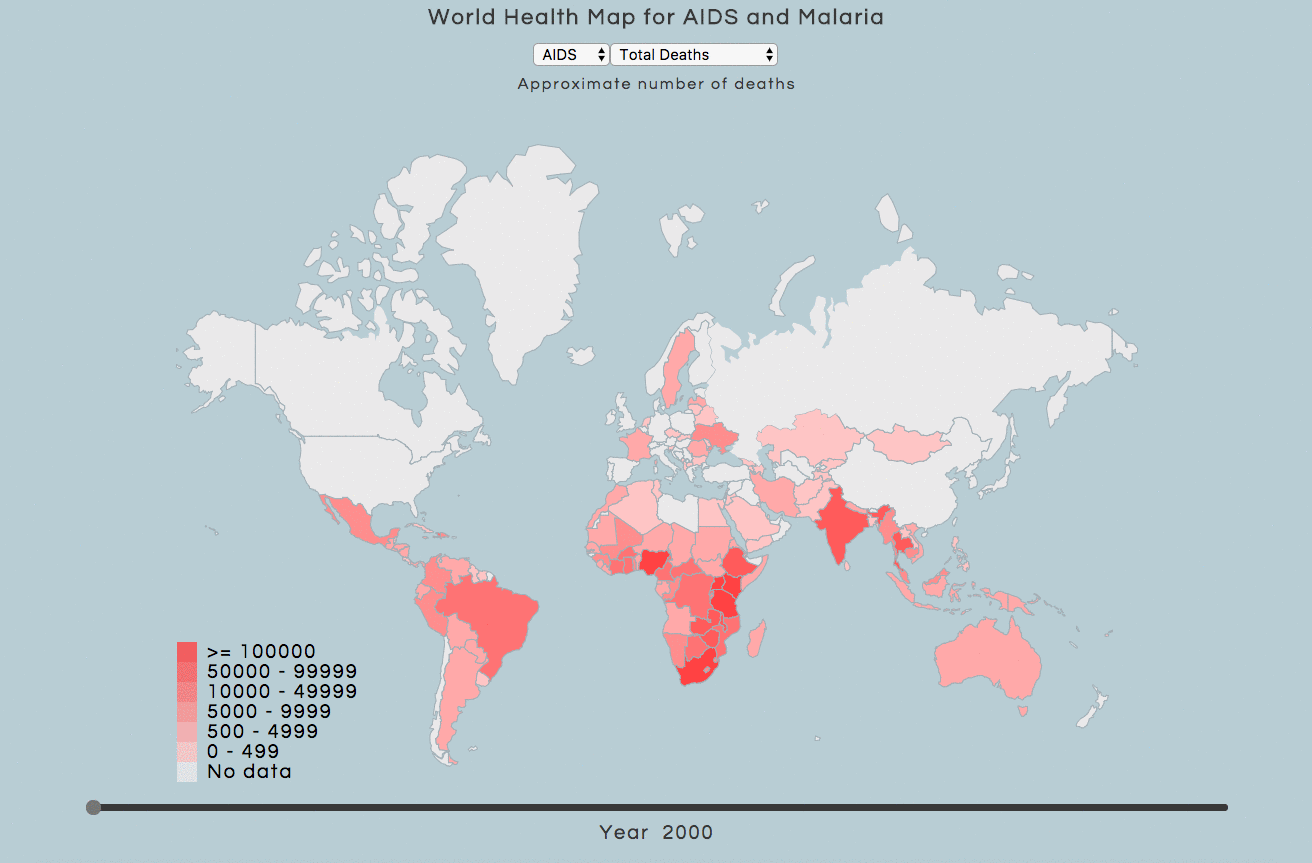 World Health Map for AIDS and Malaria
AIDS Total Deaths
Approximate number of deaths
>= 100000
50000 - 99999
10000 - 49999
5000 - 9999
500 - 4999
0 - 499
No data
Year 2000